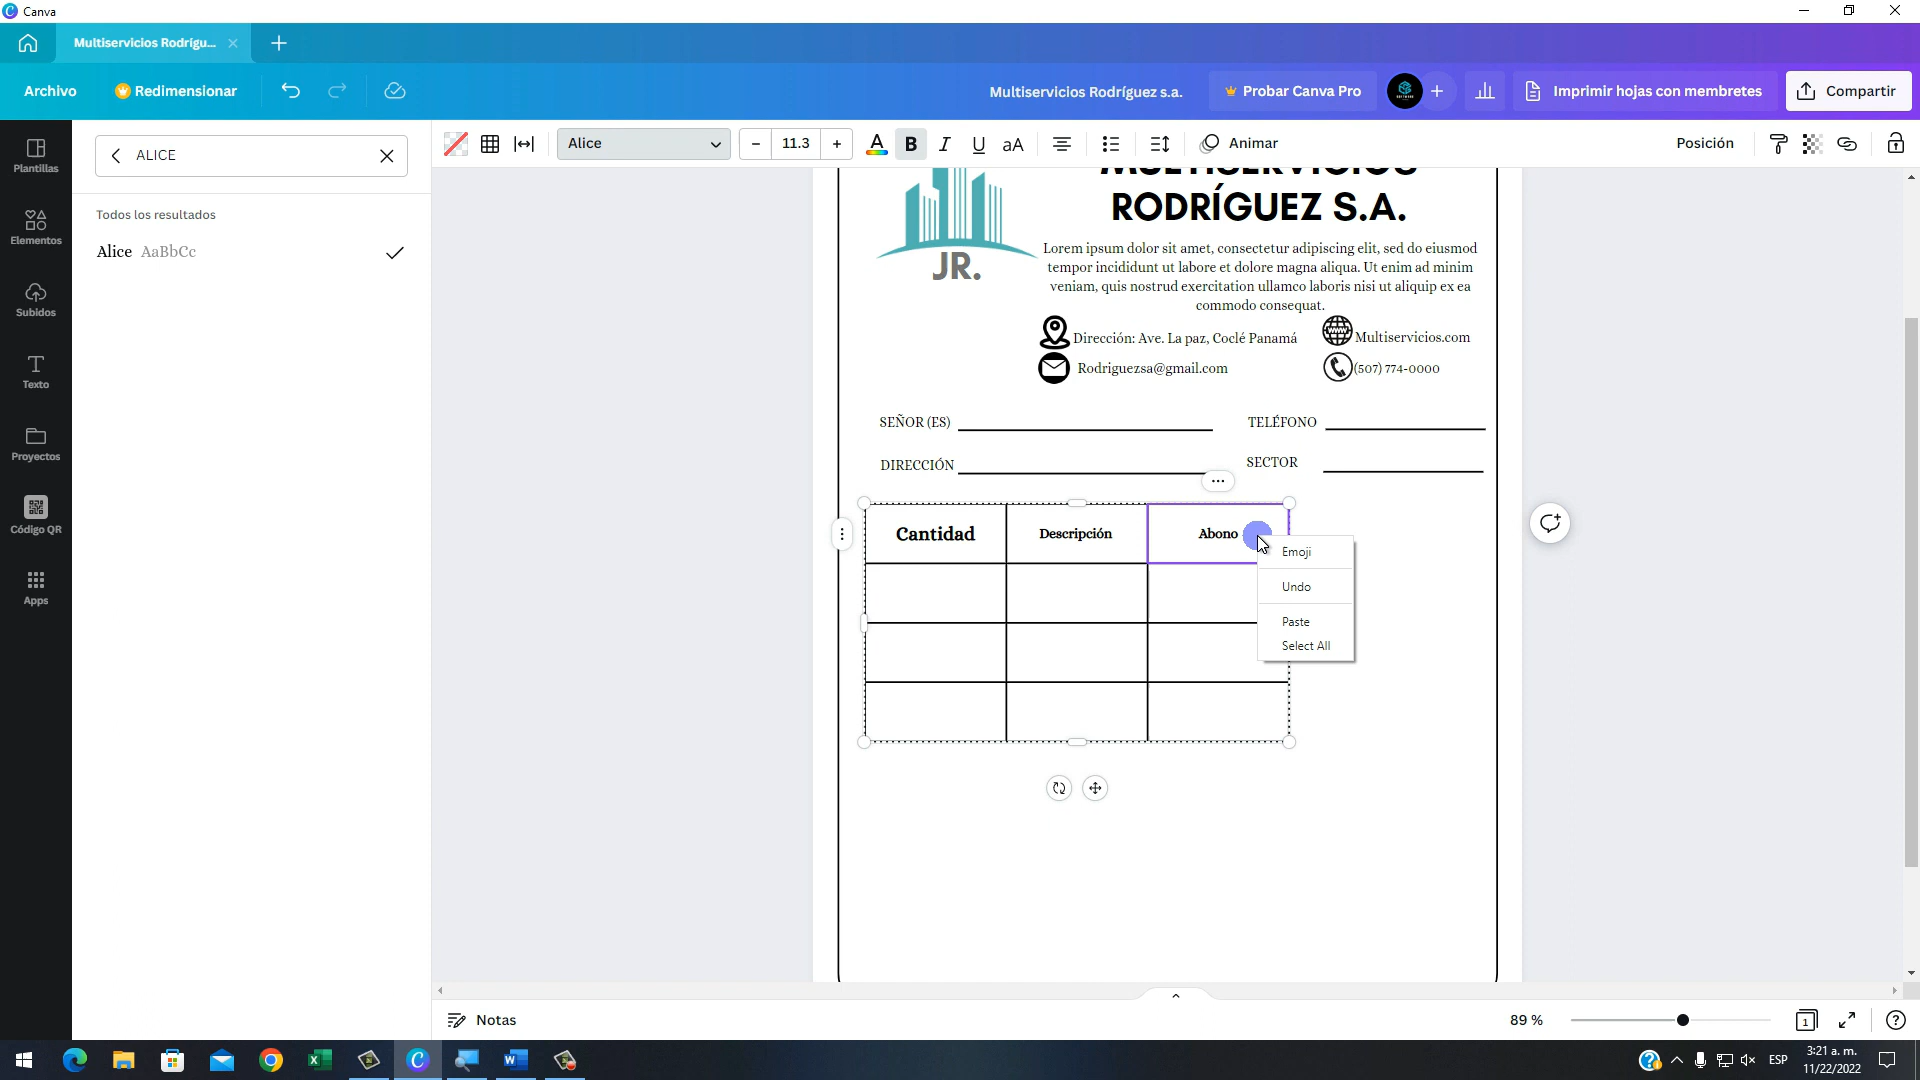 Canva
Multiservicios Rodrígu...
Archivo
Redimensionar
Multiservicios Rodríguez s.a.
Probar Canva Pro
Imprimir hojas con membretes
Compartir
Plantillas
Elementos
Subidos
Texto
Proyectos
Código QR
Apps
ALICE
Todos los resultados
Alice AaBbCc
Alice
11.3
A
B
I
U
aA
Animar
Posición
MULTISERVICIOS
RODRÍGUEZ S.A.
JR.
Lorem ipsum dolor sit amet, consectetur adipiscing elit, sed do eiusmod
tempor incididunt ut labore et dolore magna aliqua. Ut enim ad minim
veniam, quis nostrud exercitation ullamco laboris nisi ut aliquip ex ea
commodo consequat.
Dirección: Ave. La paz, Coclé Panamá
Multiservicios.com
Rodriguezsa@gmail.com
(507) 774-0000
SEÑOR (ES)
TELÉFONO
DIRECCIÓN
SECTOR
Cantidad
Descripción
Abono
Emoji
Undo
Paste
Select All
Notas
89 %
1
ESP
3:21 a. m.
11/22/2022